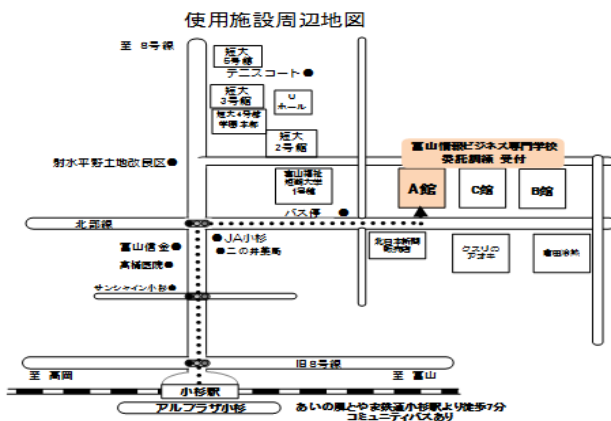 使用施設周辺地図
至 8号線
短大
5号館
テニスコート
短大
3号館
U
ホール
短大4号館
学園本部
短大
2号館
富山情報ビジネス専門学校
委託訓練 受付
射水平野土地改良区
富山福祉
短期大学
1号館
A館
C館
B館
バス停
北部線
JA小杉
富山信金
二の井薬局
高橋医院
北日本新聞
販売店
クスリの
アオキ
サンシャイン小杉
旧8号線
至 高岡
至 富山
小杉駅
アルプラザ小杉
あいの風とやま鉄道小杉駅より徒歩7分
コミュニティバスあり